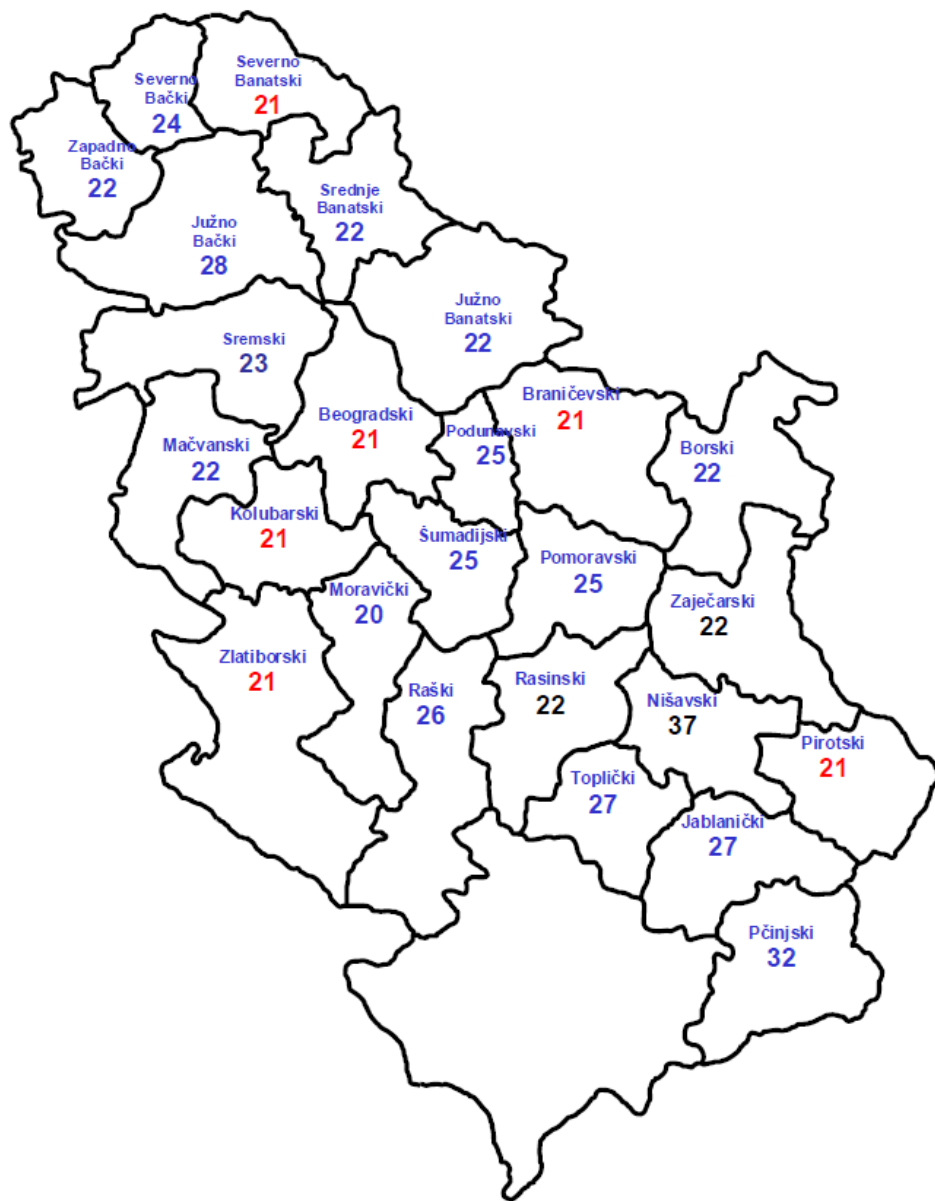 Severno
Bački
24
Severno
Banatski
21
Zapadno
Bački
22
Srednje
Banatski
22
Južno
Bački
28
Južno
Banatski
22
Sremski
23
Braničevski
21
Beogradski
21
Podunavski
25
Mačvanski
22
Borski
22
Kolubarski
21
Šumadijski
25
Pomoravski
25
Moravički
20
Zaječarski
22
Zlatiborski
21
Raški
26
Rasinski
22
Nišavski
37
Pirotski
21
Toplički
27
Jablanički
27
Pčinjski
32